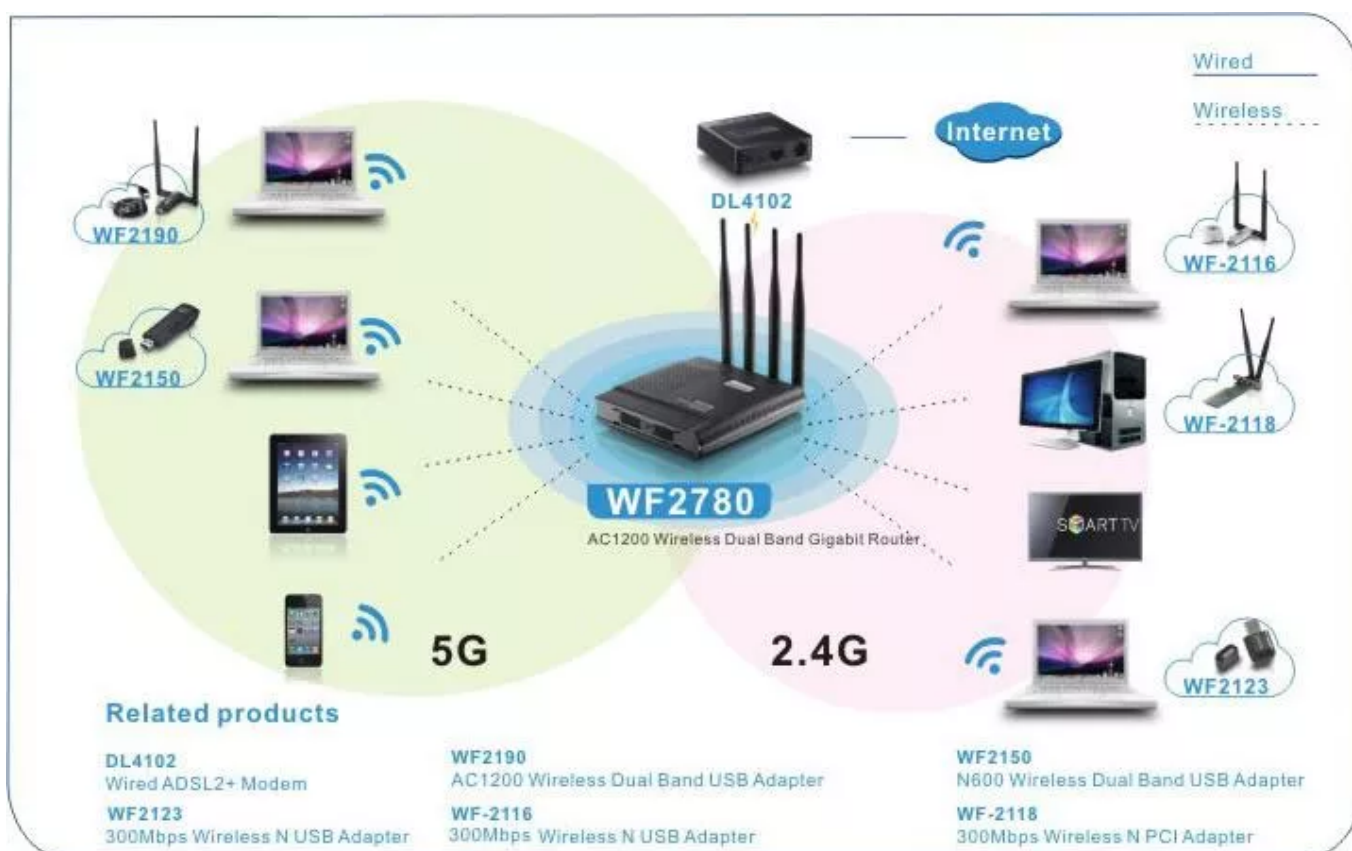 Wired
Wireless
Internet
DL4102
WF2190
WF-2116
WF2150
WF-2118
WF2780
AC1200 Wireless Dual Band Gigabit Router
SMART TV
5G
2.4G
WF2123
Related products
DL4102
Wired ADSL2+ Modem
WF2190
AC1200 Wireless Dual Band USB Adapter
WF2150
N600 Wireless Dual Band USB Adapter
WF2123
300Mbps Wireless N USB Adapter
WF-2116
300Mbps Wireless N USB Adapter
WF-2118
300Mbps Wireless N PCI Adapter